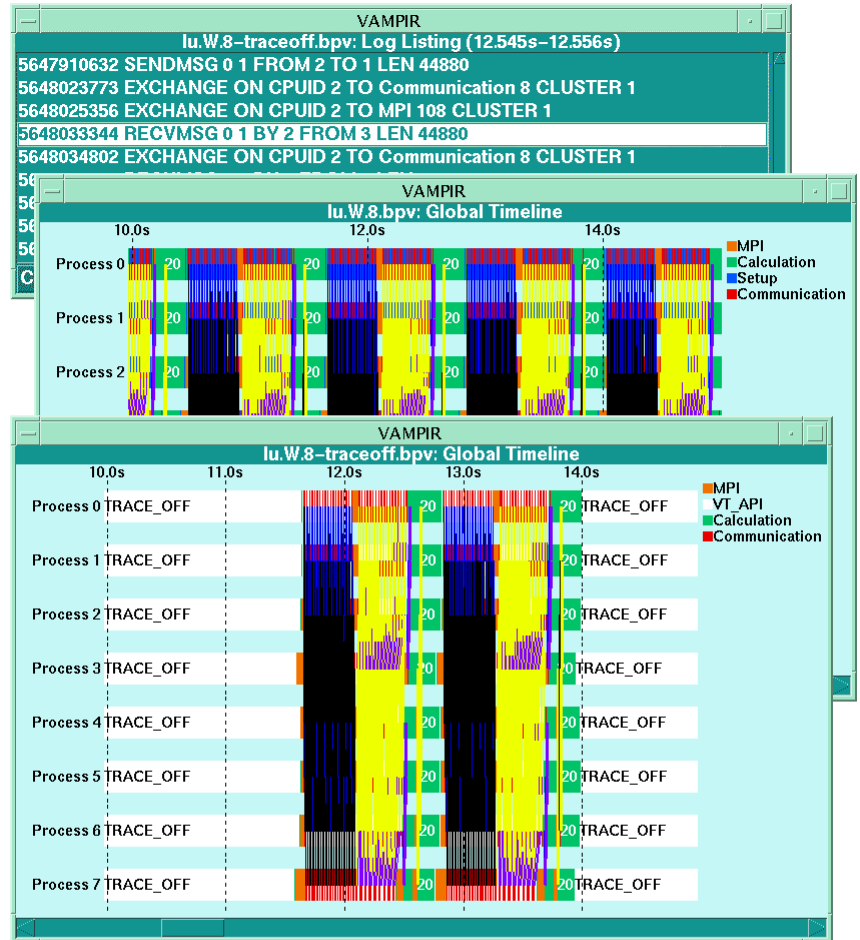 VAMPIR
lu.W.8-traceoff.bpv: Log Listing (12.545s-12.556s)
5647910632 SENDMSG 0 1 FROM 2 TO 1 LEN 44880
5648023773 EXCHANGE ON CPUID 2 TO Communication 8 CLUSTER 1
5648025356 EXCHANGE ON CPUID 2 TO MPI 108 CLUSTER 1
5648033344 RECVMSG 0 1 BY 2 FROM 3 LEN 44880
5648034802 EXCHANGE ON CPUID 2 TO Communication 8 CLUSTER 1
VAMPIR
lu.W.8.bpv: Global Timeline
10.0s 12.0s 14.0s
MPI
Calculation
Setup
Communication
Process 0 20 20 20 20
Process 1 20 20 20 20
Process 2 20 20 20 20
VAMPIR
lu.W.8-traceoff.bpv: Global Timeline
10.0s 11.0s 12.0s 13.0s 14.0s
MPI
VT_API
Calculation
Communication
Process 0 TRACE_OFF 20 20 TRACE_OFF
Process 1 TRACE_OFF 20 20 TRACE_OFF
Process 2 TRACE_OFF 20 20 TRACE_OFF
Process 3 TRACE_OFF 20 20 TRACE_OFF
Process 4 TRACE_OFF 20 20 TRACE_OFF
Process 5 TRACE_OFF 20 20 TRACE_OFF
Process 6 TRACE_OFF 20 20 TRACE_OFF
Process 7 TRACE_OFF 20 20 TRACE_OFF